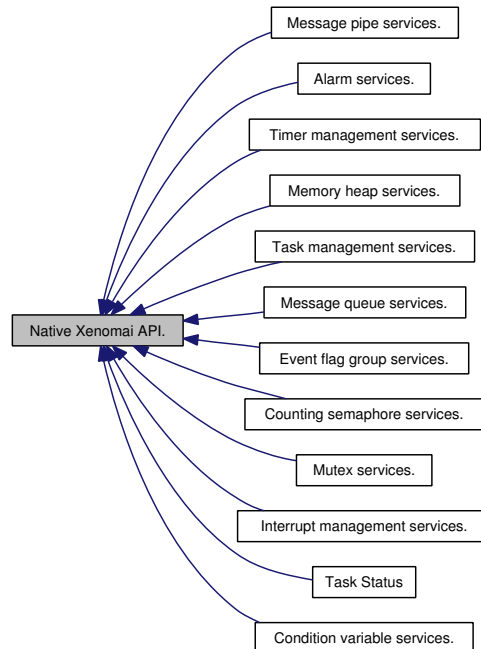 Message pipe services.
Alarm services.
Timer management services.
Memory heap services.
Task management services.
Message queue services.
Native Xenomai API.
Event flag group services.
Counting semaphore services.
Mutex services.
Interrupt management services.
Task Status
Condition variable services.